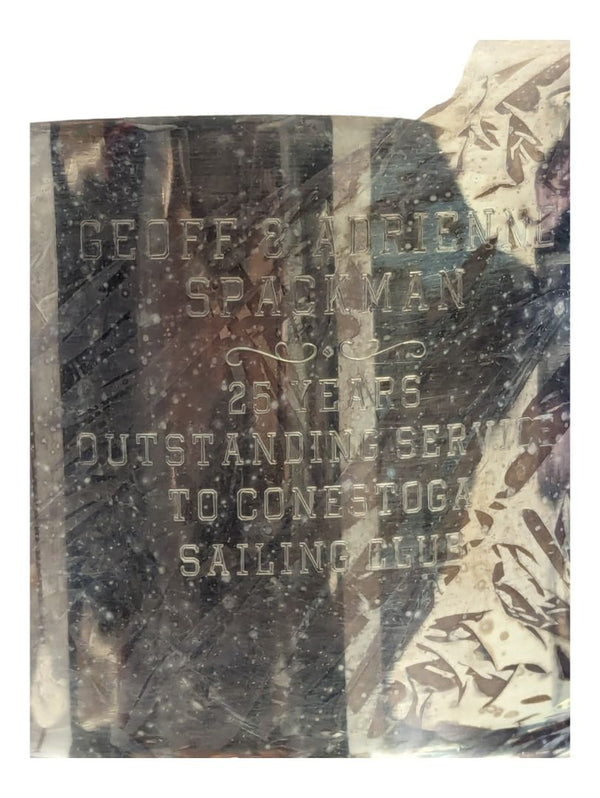 GEOFF & ADRIENNE
SPACKMAN
25 YEARS
OUTSTANDING SERVICE
TO CONESTOGA
SAILING CLUB